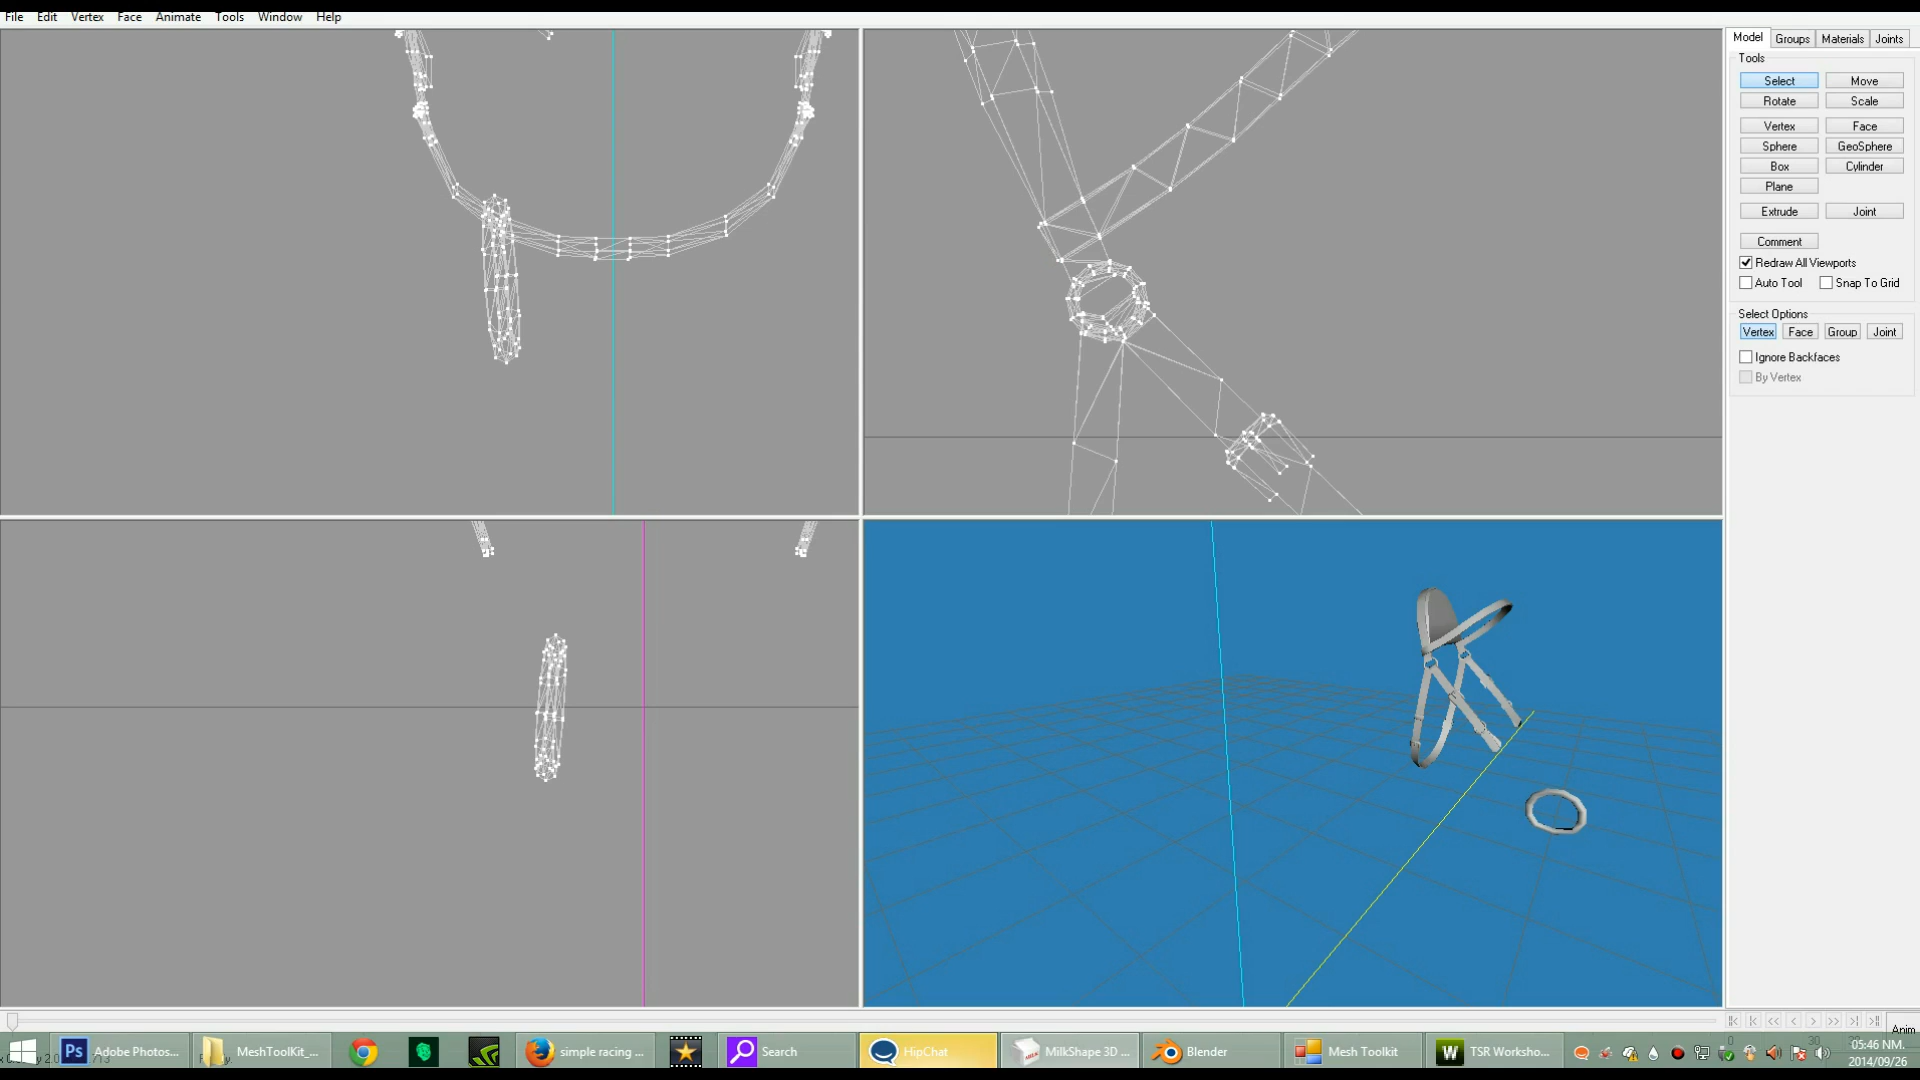 File Edit Vertex Face Animate Tools Window Help
Model Groups Materials Joints
Tools
Select Move
Rotate Scale
Vertex Face
Sphere GeoSphere
Box Cylinder
Plane
Extrude Joint
Comment
Redraw All Viewports
Auto Tool Snap To Grid
Select Options
Vertex Face Group Joint
Ignore Backfaces
By Vertex
Anim
Ps Adobe Photos... MeshToolKit_... simple racing ... Search HipChat MilkShape 3D ... Blender Mesh Toolkit W TSR Worksho... 05:46 NM.
2014/09/26